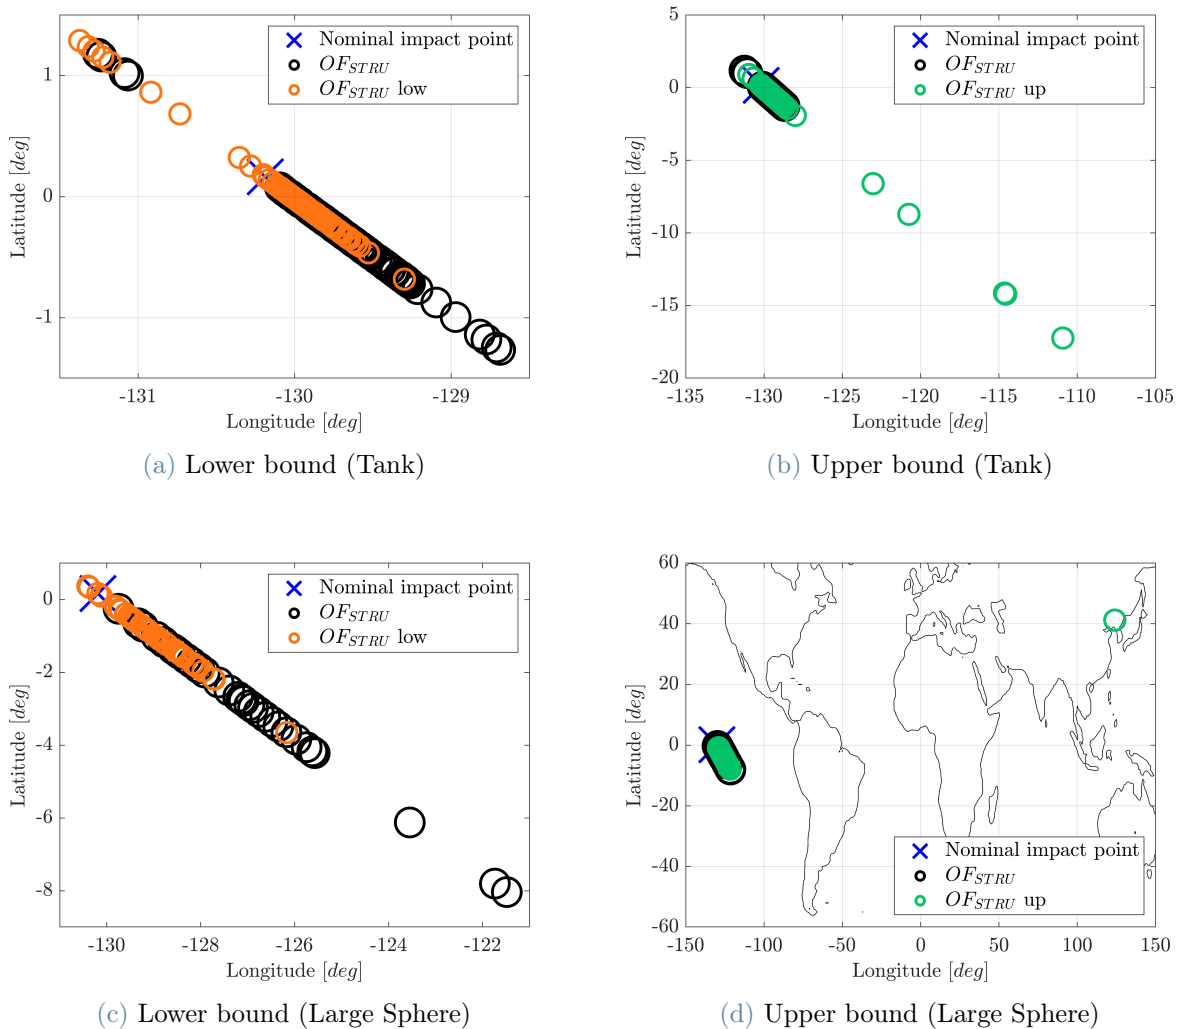 Nominal impact point
OF_STRU
OF_STRU low
1
0
-1
-131
-130
-129
Latitude [deg]
Longitude [deg]
(a) Lower bound (Tank)
Nominal impact point
OF_STRU
OF_STRU up
5
0
-5
-10
-15
-20
-135
-130
-125
-120
-115
-110
-105
Latitude [deg]
Longitude [deg]
(b) Upper bound (Tank)
Nominal impact point
OF_STRU
OF_STRU low
0
-2
-4
-6
-8
-130
-128
-126
-124
-122
Latitude [deg]
Longitude [deg]
(c) Lower bound (Large Sphere)
60
40
20
0
-20
-40
-60
Nominal impact point
OF_STRU
OF_STRU up
-150
-100
-50
0
50
100
150
Latitude [deg]
Longitude [deg]
(d) Upper bound (Large Sphere)